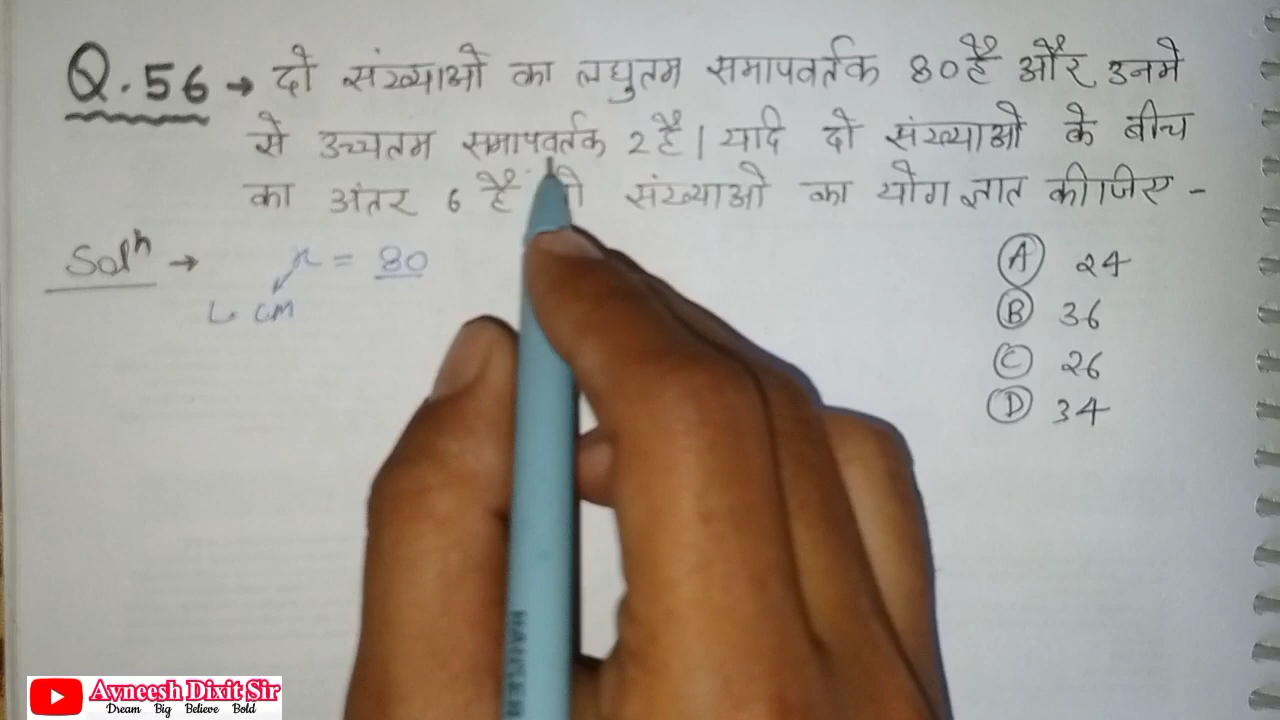 Q.56 → दो संख्याओ का लघुतम समापवर्तक 80 है और उनमे
से उच्चतम समापवर्तक 2 है। यादि दो संख्याओ के बीच
का अंतर 6 है संख्याओ का योग ज्ञात कीजिए -
Solⁿ → x = 80
L.CM
(A) 24
(B) 36
(C) 26
(D) 34
HAUSER
Avneesh Dixit Sir
Dream Big Believe Bold